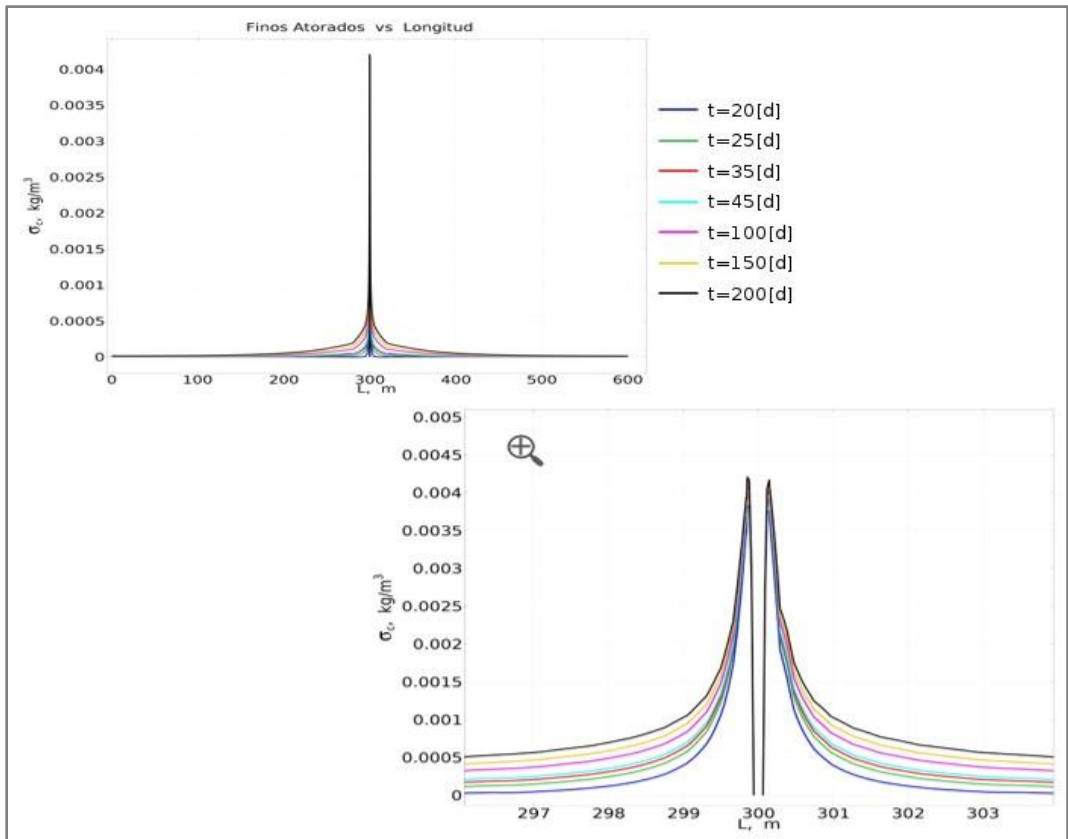 Finos Atorados vs Longitud
σc, kg/m³
0.004
0.0035
0.003
0.0025
0.002
0.0015
0.001
0.0005
0
0 100 200 300 400 500 600
L, m
t=20[d]
t=25[d]
t=35[d]
t=45[d]
t=100[d]
t=150[d]
t=200[d]
σc, kg/m³
0.005
0.0045
0.004
0.0035
0.003
0.0025
0.002
0.0015
0.001
0.0005
0
297 298 299 300 301 302 303
L, m